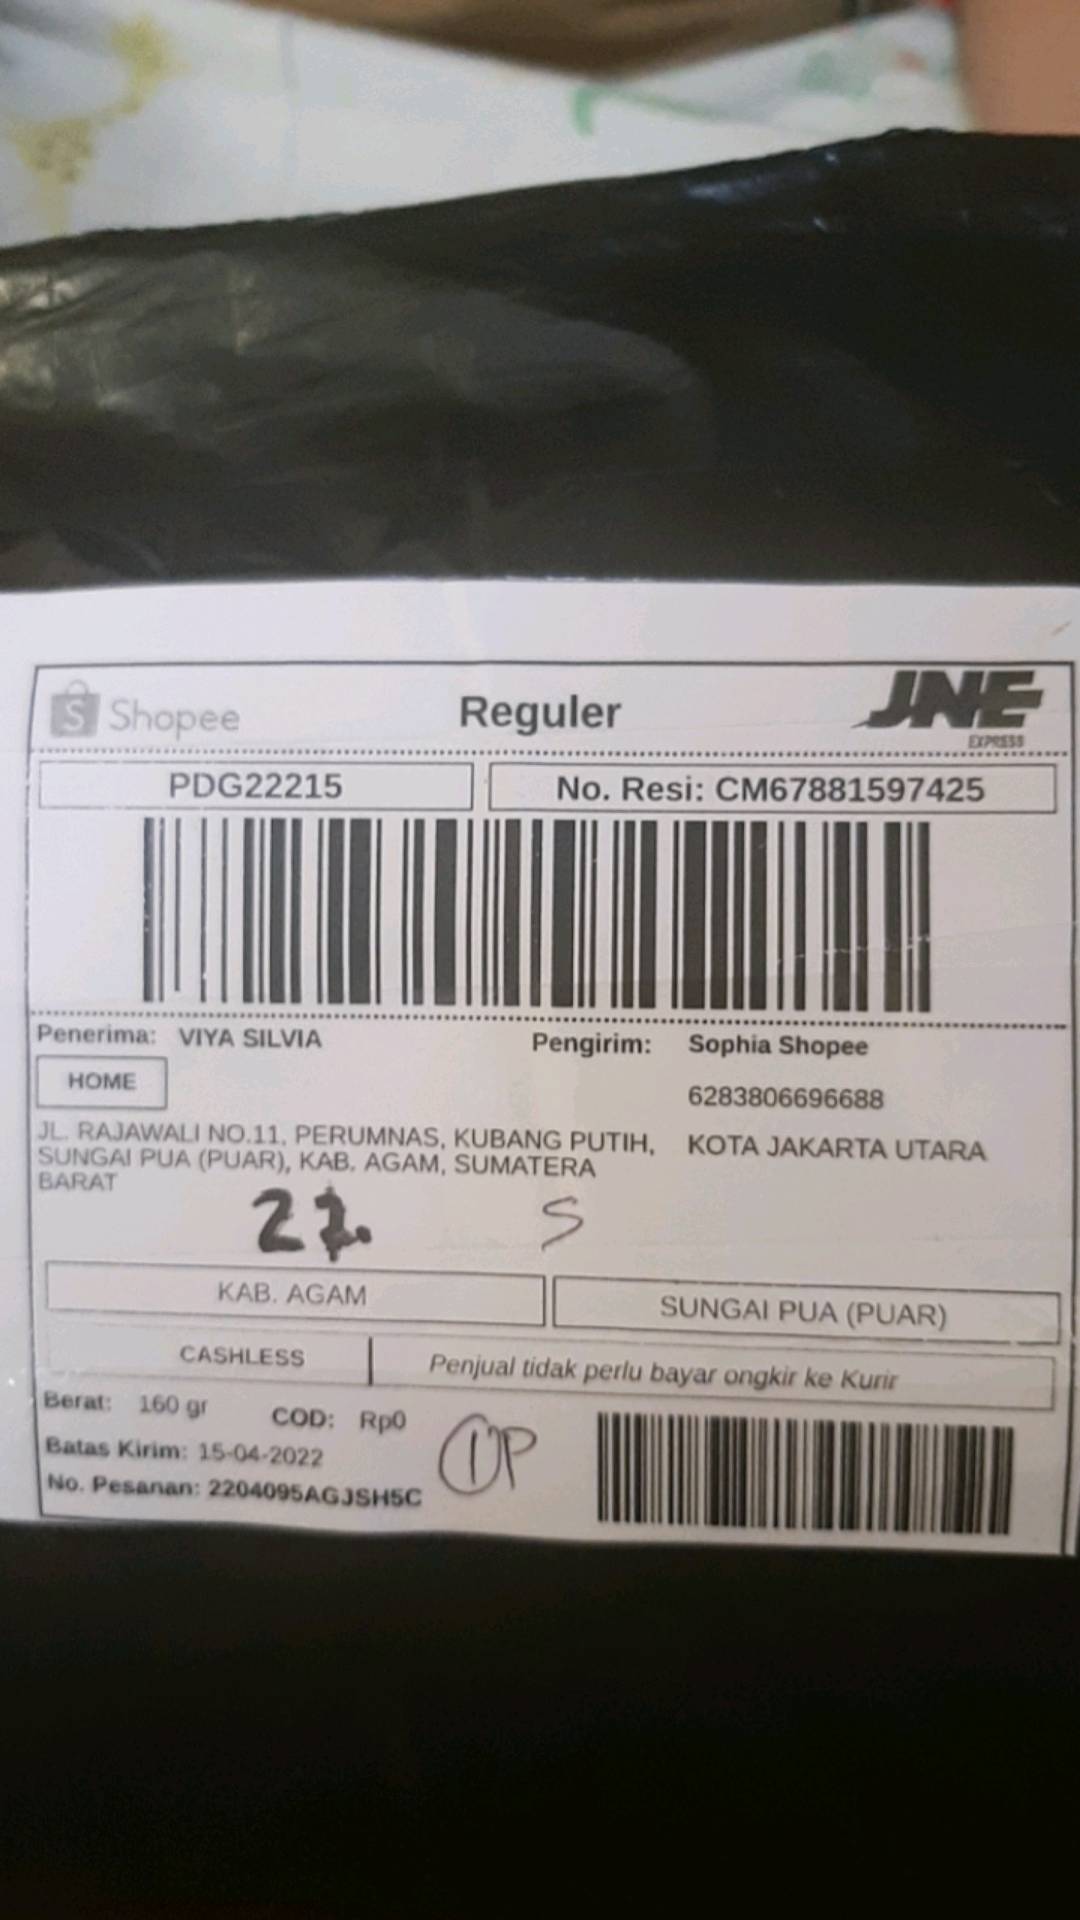 Shopee Reguler JNE
EXPRESS
PDG22215 No. Resi: CM67881597425
Penerima: VIYA SILVIA Pengirim: Sophia Shopee
HOME 6283806696688
JL. RAJAWALI NO.11, PERUMNAS, KUBANG PUTIH, KOTA JAKARTA UTARA
SUNGAI PUA (PUAR), KAB. AGAM, SUMATERA
BARAT
S
KAB. AGAM SUNGAI PUA (PUAR)
CASHLESS Penjual tidak perlu bayar ongkir ke Kurir
Berat: 160 gr COD: Rp0
Batas Kirim: 15-04-2022
No. Pesanan: 2204095AGJSH5C